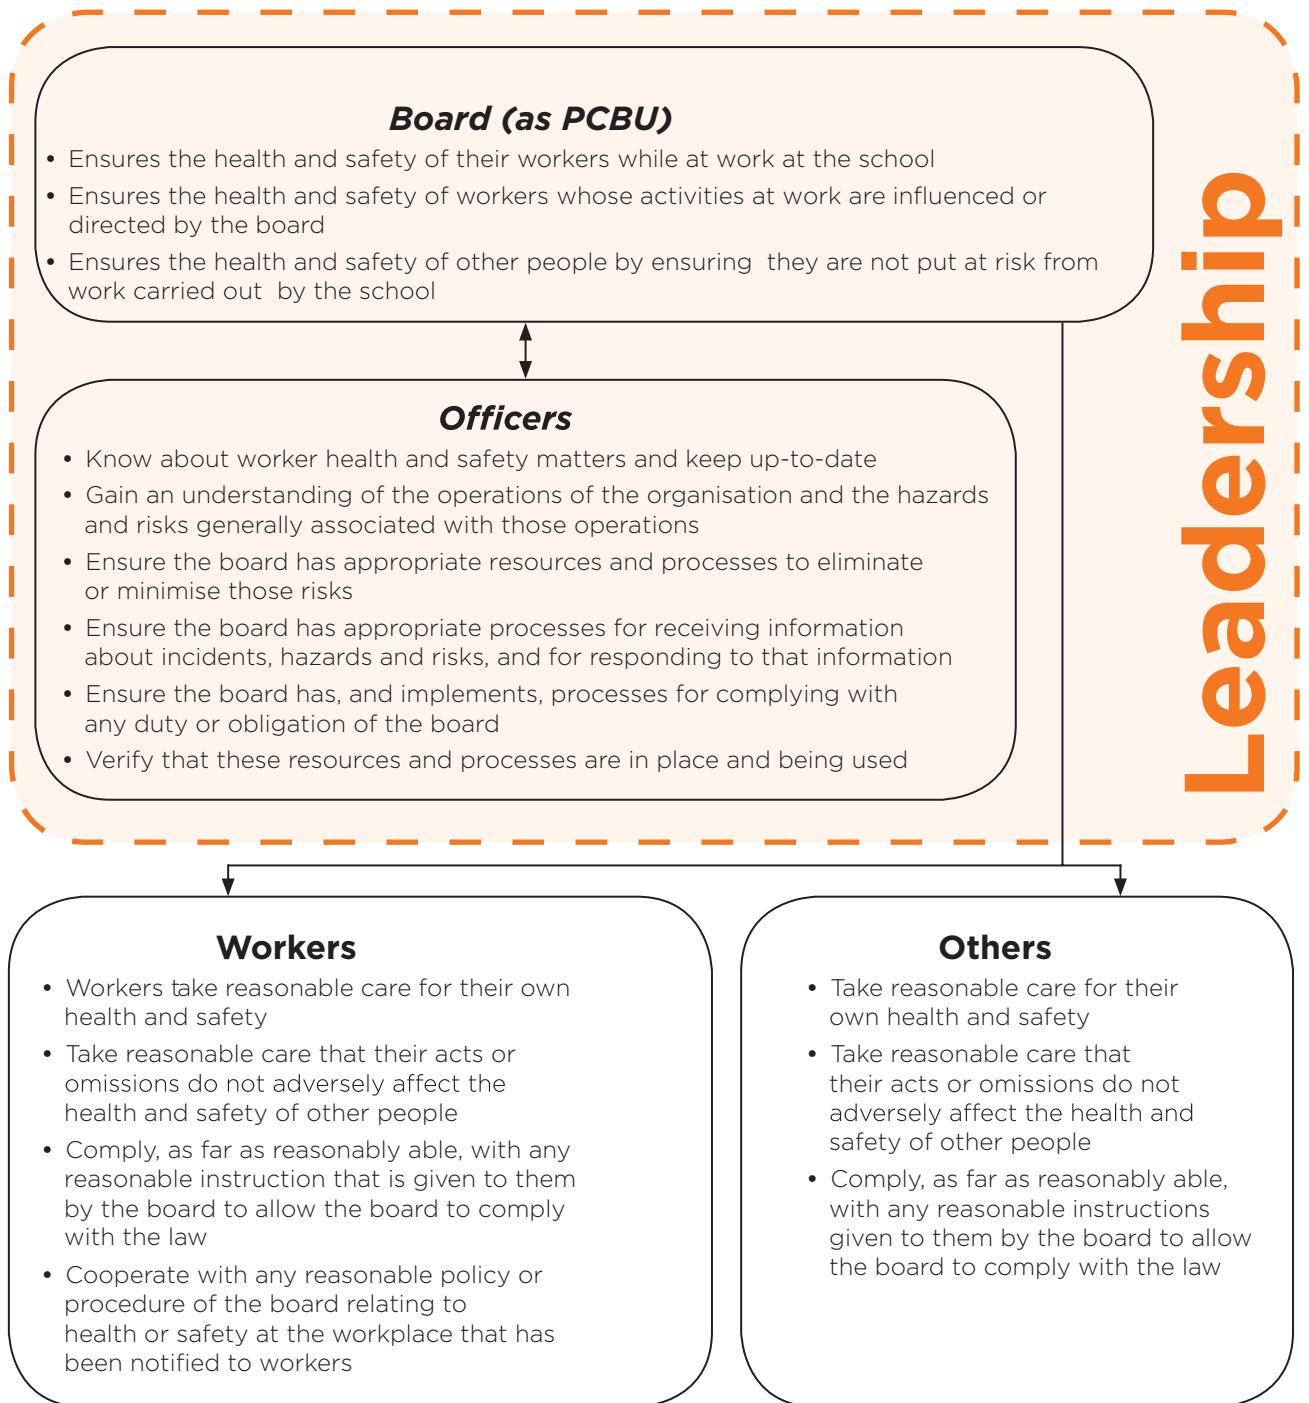 Board (as PCBU)
• Ensures the health and safety of their workers while at work at the school
• Ensures the health and safety of workers whose activities at work are influenced or
directed by the board
• Ensures the health and safety of other people by ensuring they are not put at risk from
work carried out by the school
Leadership
Officers
• Know about worker health and safety matters and keep up-to-date
• Gain an understanding of the operations of the organisation and the hazards
and risks generally associated with those operations
• Ensure the board has appropriate resources and processes to eliminate
or minimise those risks
• Ensure the board has appropriate processes for receiving information
about incidents, hazards and risks, and for responding to that information
• Ensure the board has, and implements, processes for complying with
any duty or obligation of the board
• Verify that these resources and processes are in place and being used
Workers
• Workers take reasonable care for their own
health and safety
• Take reasonable care that their acts or
omissions do not adversely affect the
health and safety of other people
• Comply, as far as reasonably able, with any
reasonable instruction that is given to them
by the board to allow the board to comply
with the law
• Cooperate with any reasonable policy or
procedure of the board relating to
health or safety at the workplace that has
been notified to workers
Others
• Take reasonable care for their
own health and safety
• Take reasonable care that
their acts or omissions do not
adversely affect the health and
safety of other people
• Comply, as far as reasonably able,
with any reasonable instructions
given to them by the board to allow
the board to comply with the law